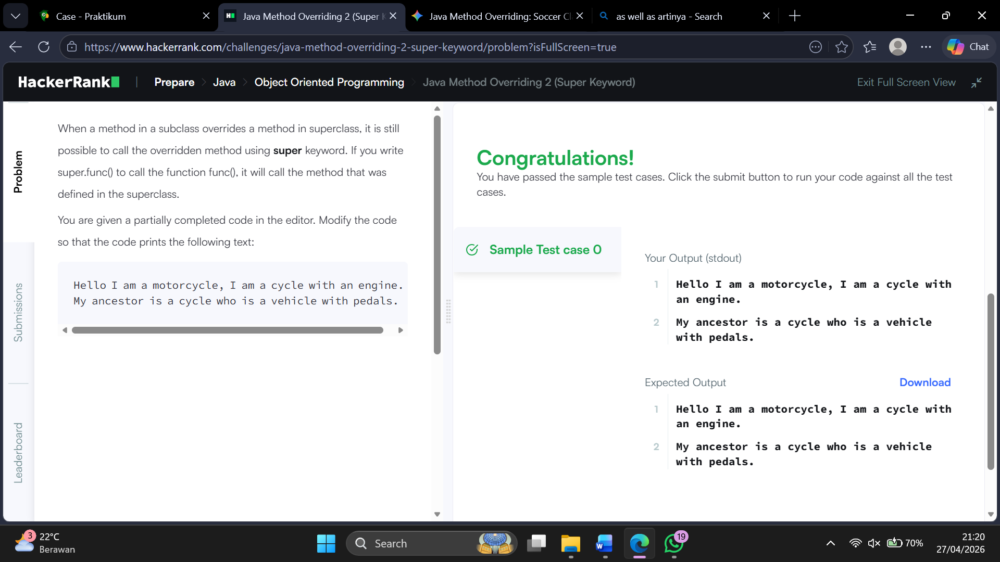 Case - Praktikum
Java Method Overriding 2 (Super K
Java Method Overriding: Soccer Cl
as well as artinya - Search
https://www.hackerrank.com/challenges/java-method-overriding-2-super-keyword/problem?isFullScreen=true
Chat
HackerRank
Prepare
Java
Object Oriented Programming
Java Method Overriding 2 (Super Keyword)
Exit Full Screen View
Problem
Submissions
Leaderboard
When a method in a subclass overrides a method in superclass, it is still
possible to call the overridden method using super keyword. If you write
super.func() to call the function func(), it will call the method that was
defined in the superclass.
You are given a partially completed code in the editor. Modify the code
so that the code prints the following text:
Hello I am a motorcycle, I am a cycle with an engine.
My ancestor is a cycle who is a vehicle with pedals.
Congratulations!
You have passed the sample test cases. Click the submit button to run your code against all the test
cases.
Sample Test case 0
Your Output (stdout)
1 Hello I am a motorcycle, I am a cycle with
an engine.
2 My ancestor is a cycle who is a vehicle
with pedals.
Expected Output
Download
1 Hello I am a motorcycle, I am a cycle with
an engine.
2 My ancestor is a cycle who is a vehicle
with pedals.
3
22°C
Berawan
Search
19
70%
21:20
27/04/2026